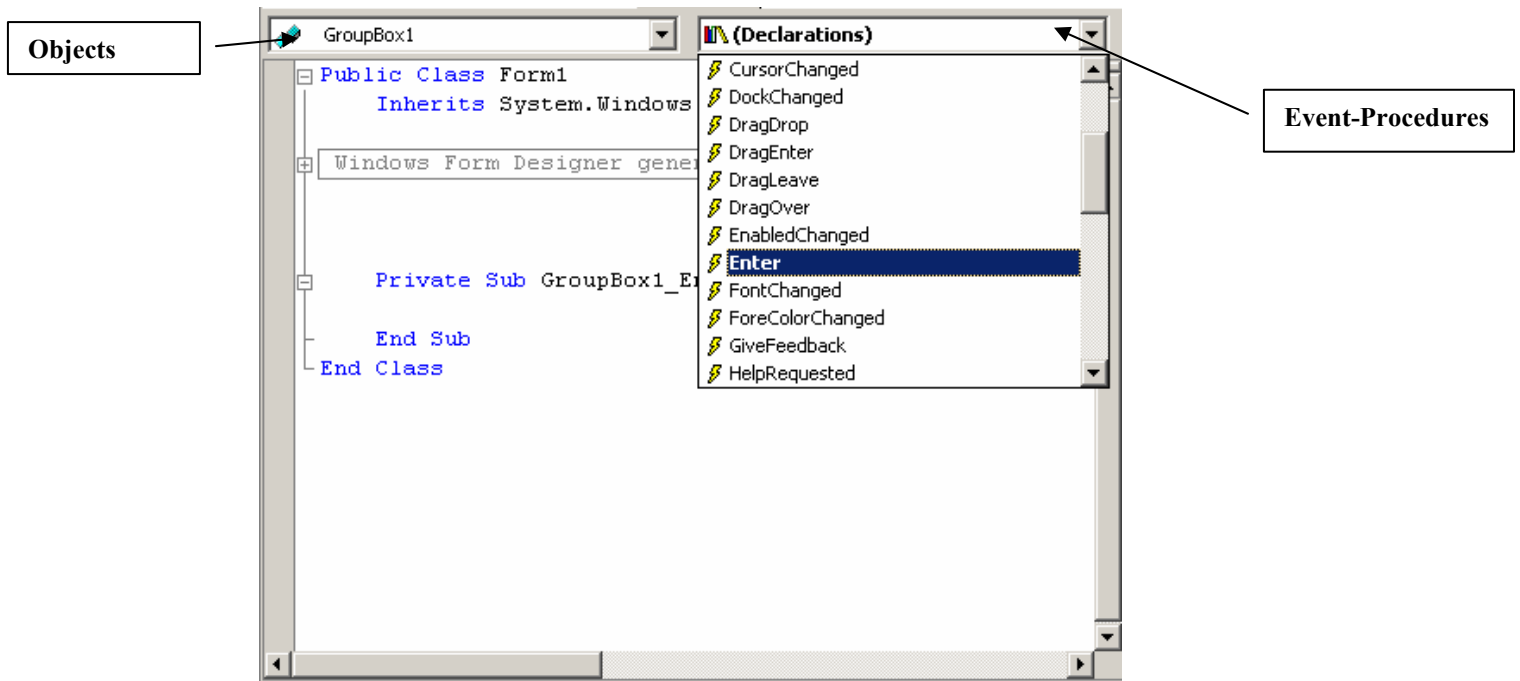 Objects
GroupBox1
(Declarations)
Event-Procedures
Public Class Form1
Inherits System.Windows
Windows Form Designer gene
Private Sub GroupBox1_E
End Sub
End Class
CursorChanged
DockChanged
DragDrop
DragEnter
DragLeave
DragOver
EnabledChanged
Enter
FontChanged
ForeColorChanged
GiveFeedback
HelpRequested